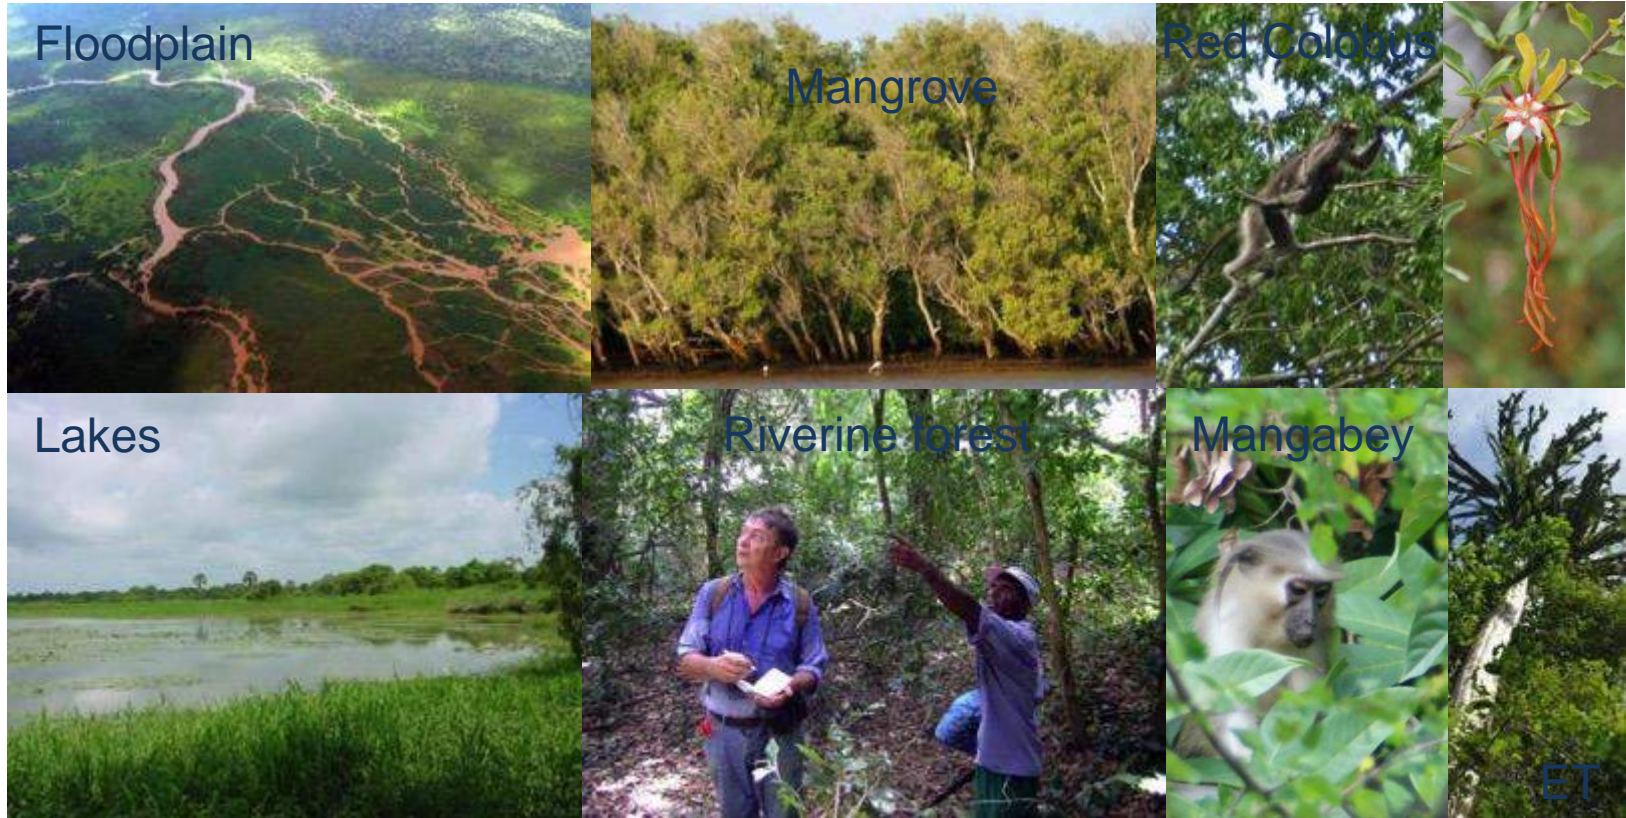 Floodplain
Mangrove
Red Colobus
Lakes
Riverine forest
Mangabey
ET